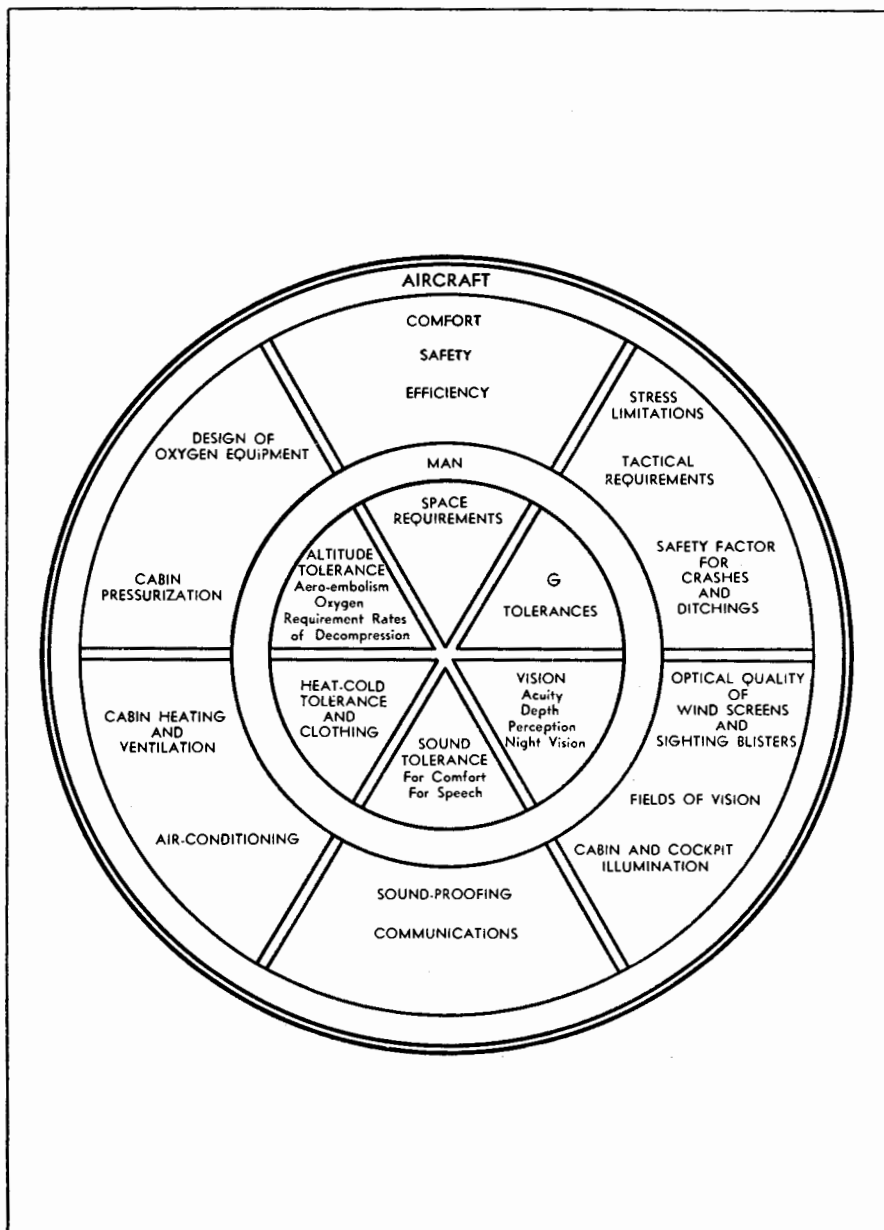 AIRCRAFT
COMFORT
SAFETY
EFFICIENCY
STRESS
LIMITATIONS
TACTICAL
REQUIREMENTS
SAFETY FACTOR
FOR
CRASHES
AND
DITCHINGS
OPTICAL QUALITY
OF
WIND SCREENS
AND
SIGHTING BLISTERS
FIELDS OF VISION
CABIN AND COCKPIT
ILLUMINATION
SOUND-PROOFING
COMMUNICATIONS
CABIN HEATING
AND
VENTILATION
AIR-CONDITIONING
DESIGN OF
OXYGEN EQUIPMENT
CABIN
PRESSURIZATION
MAN
SPACE
REQUIREMENTS
G
TOLERANCES
VISION
Acuity
Depth
Perception
Night Vision
SOUND
TOLERANCE
For Comfort
For Speech
HEAT-COLD
TOLERANCE
AND
CLOTHING
ALTITUDE
TOLERANCE
Aero-embolism
Oxygen
Requirement Rates
of Decompression